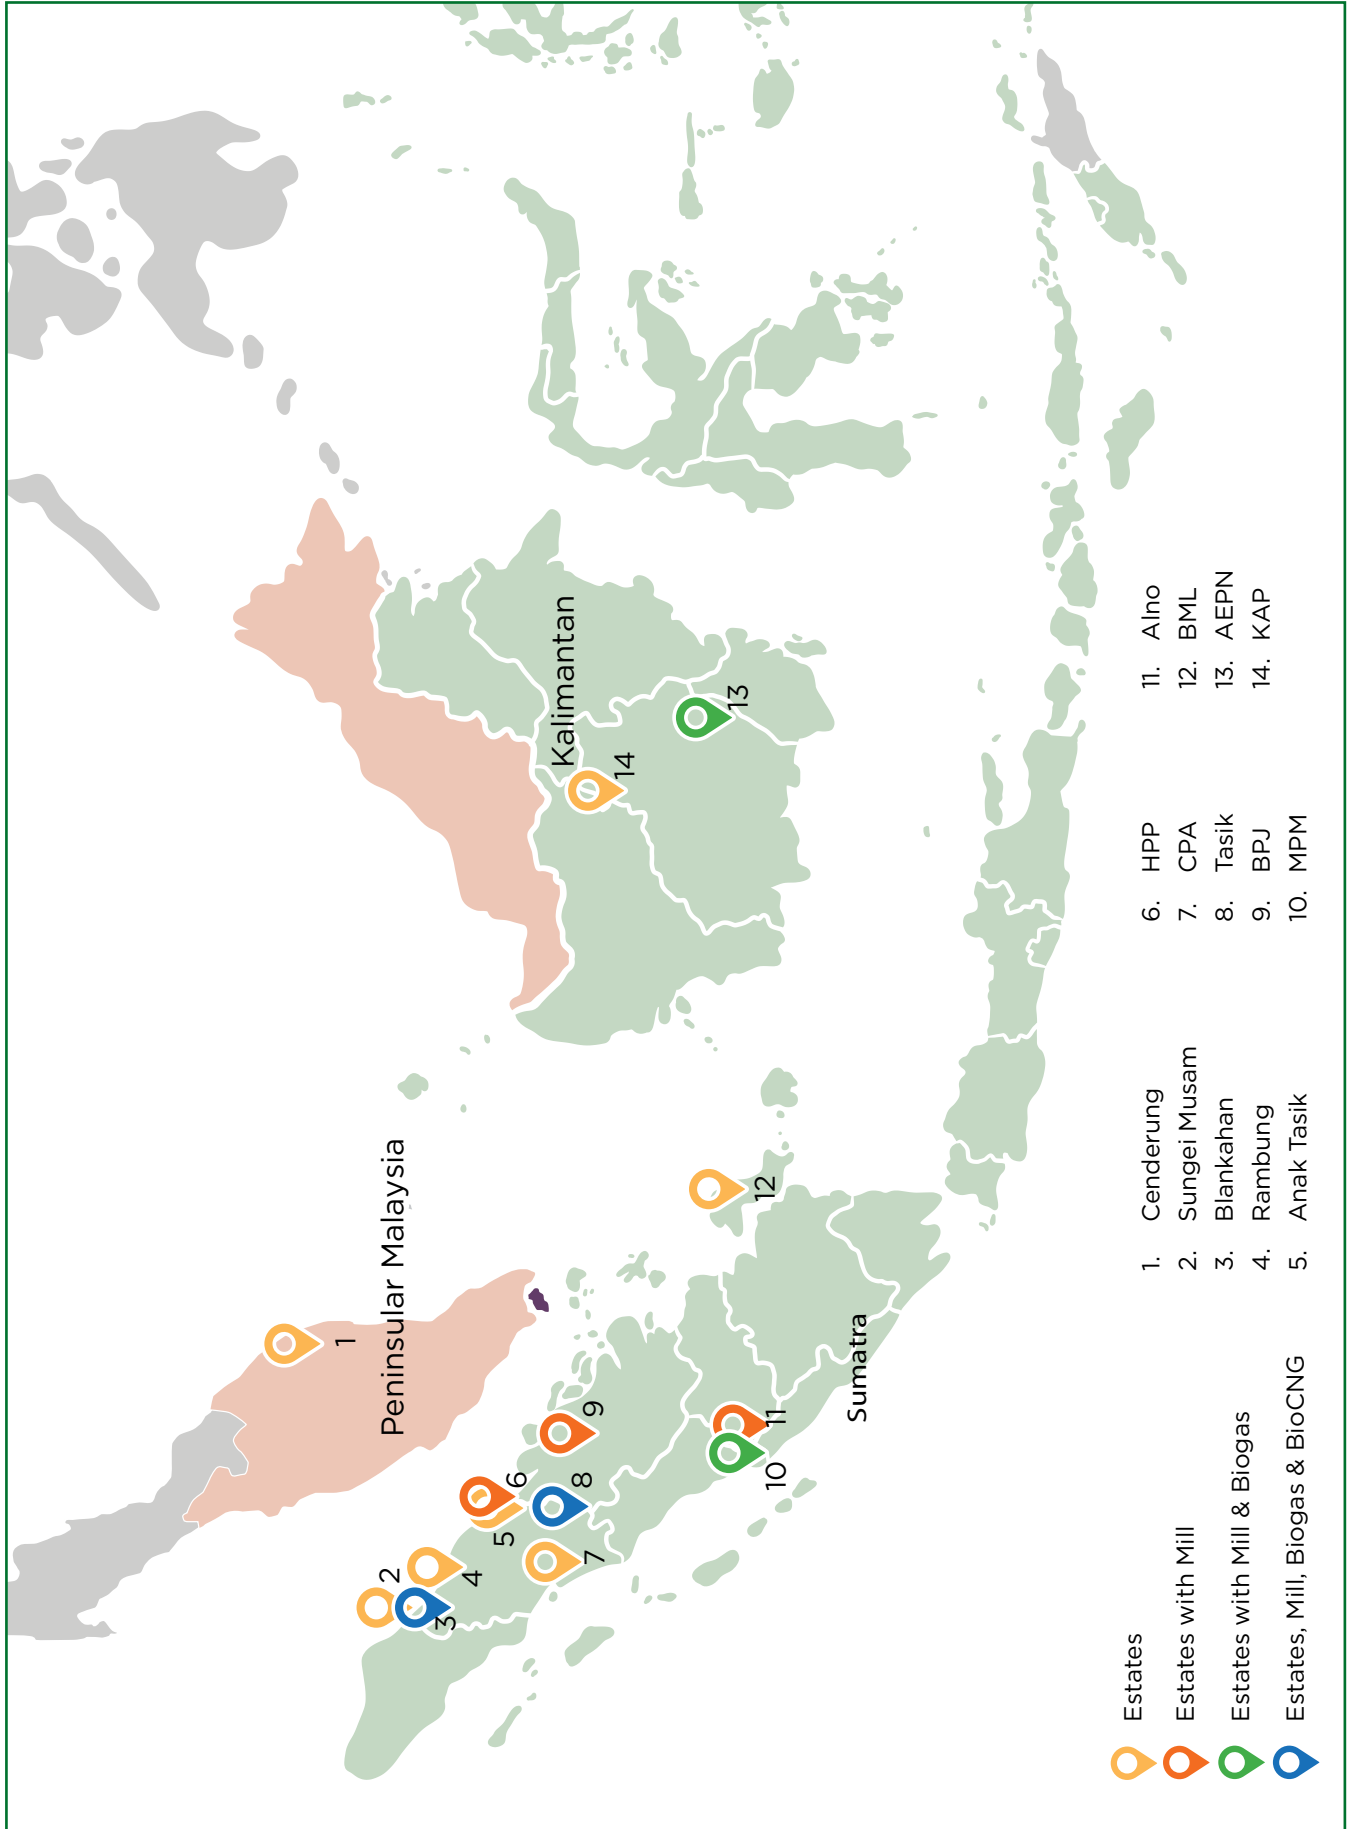 Peninsular Malaysia
Kalimantan
Sumatra
1
2
3
4
5
6
7
8
9
10
11
12
13
14
Estates
Estates with Mill
Estates with Mill & Biogas
Estates, Mill, Biogas & BioCNG
1. Cenderung
2. Sungei Musam
3. Blankahan
4. Rambung
5. Anak Tasik
6. HPP
7. CPA
8. Tasik
9. BPJ
10. MPM
11. Alno
12. BML
13. AEPN
14. KAP